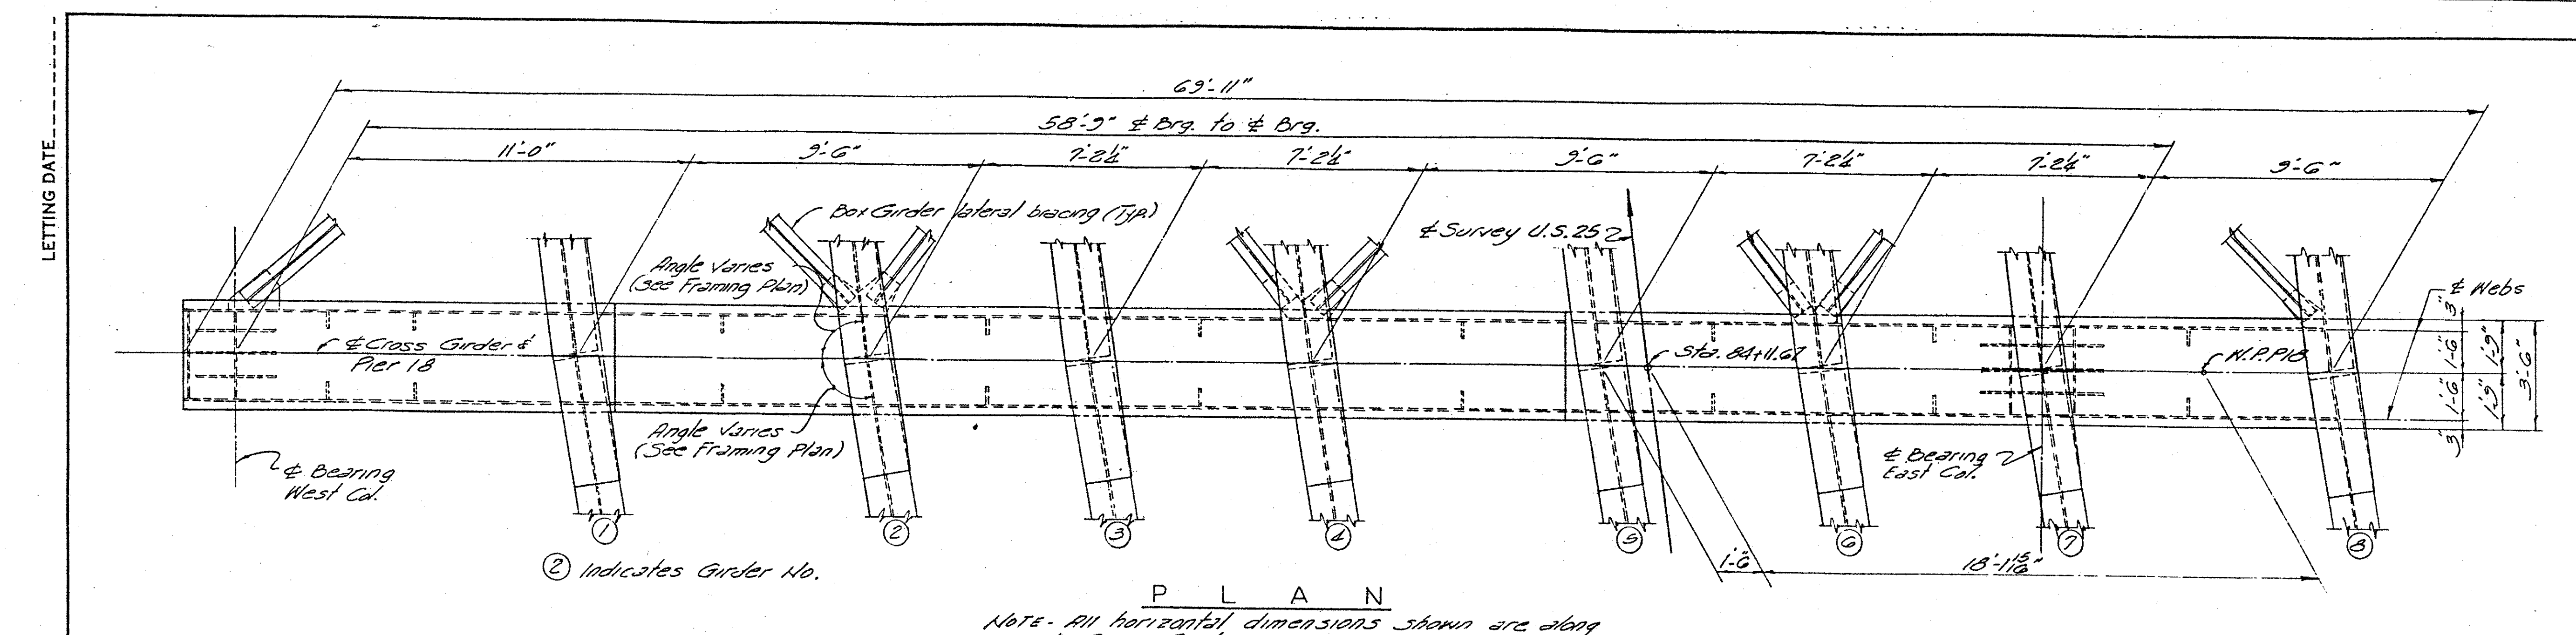 LETTING DATE
69'-11"
58'-9" ℄ Brg. to ℄ Brg.
11'-0" 9'-6" 7'-2¼" 7'-2¼" 9'-6" 7'-2¼" 7'-2¼" 9'-6"
Box Girder lateral bracing (Typ.)
℄ Survey U.S. 25
Angle Varies
(See Framing Plan)
℄ Webs
℄ Cross Girder &
Pier 18
Sta. 84+11.67
W.P. P18
3" 1'-6" 1'-6" 3"
1'-9" 1'-9"
3'-6"
Angle Varies
(See Framing Plan)
℄ Bearing
West Col.
℄ Bearing
East Col.
1 2 3 4 5 6 7 8
1'-6" 18'-1 15/16"
2 Indicates Girder No.
PLAN
NOTE - All horizontal dimensions shown are along